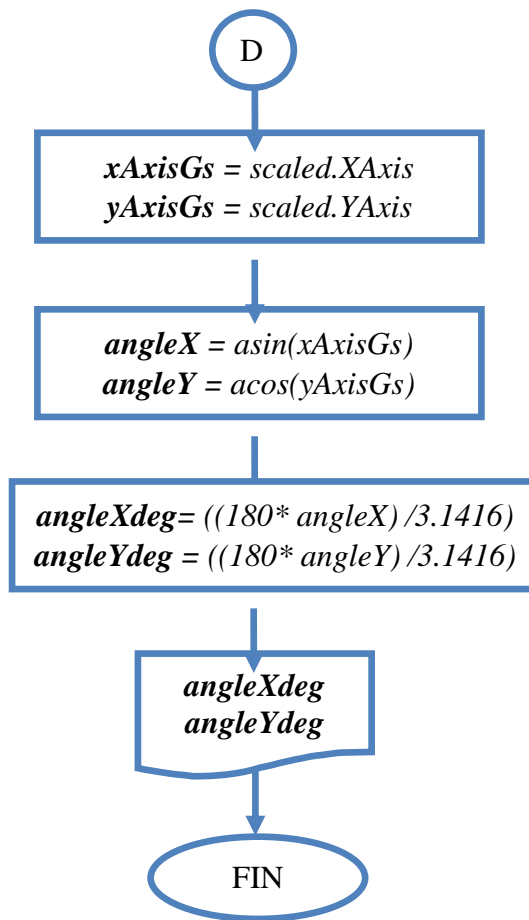 D
xAxisGs = scaled.XAxis
yAxisGs = scaled.YAxis
angleX = asin(xAxisGs)
angleY = acos(yAxisGs)
angleXdeg= ((180* angleX) /3.1416)
angleYdeg = ((180* angleY) /3.1416)
angleXdeg
angleYdeg
FIN